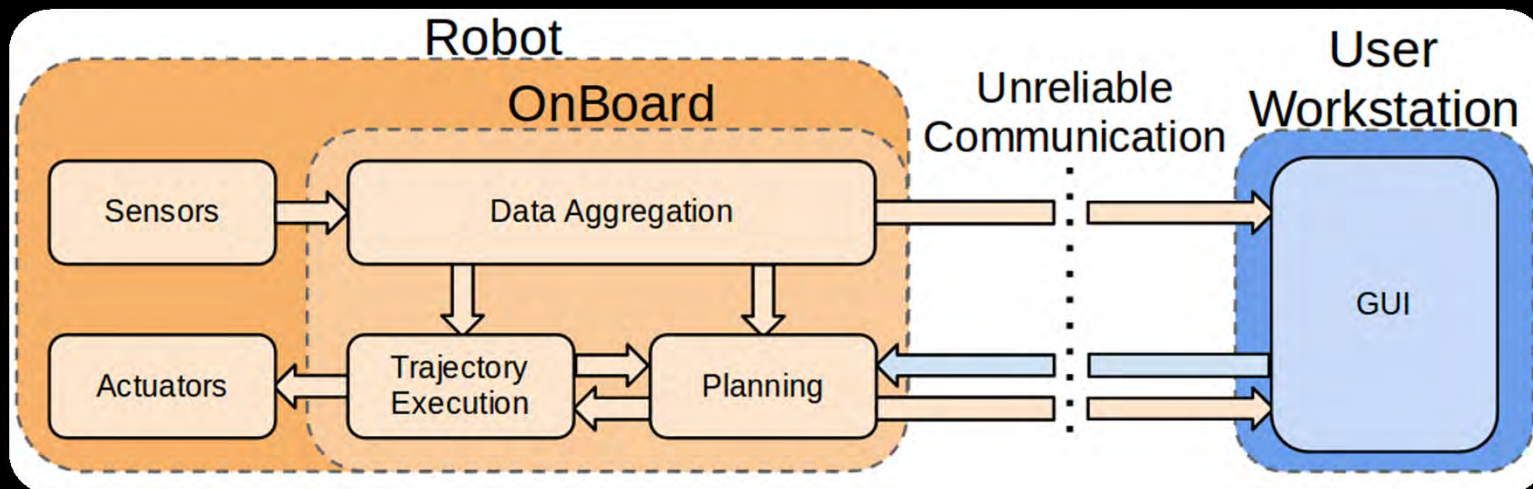 Robot
OnBoard
Unreliable
Communication
User
Workstation
Sensors
Data Aggregation
GUI
Actuators
Trajectory
Execution
Planning